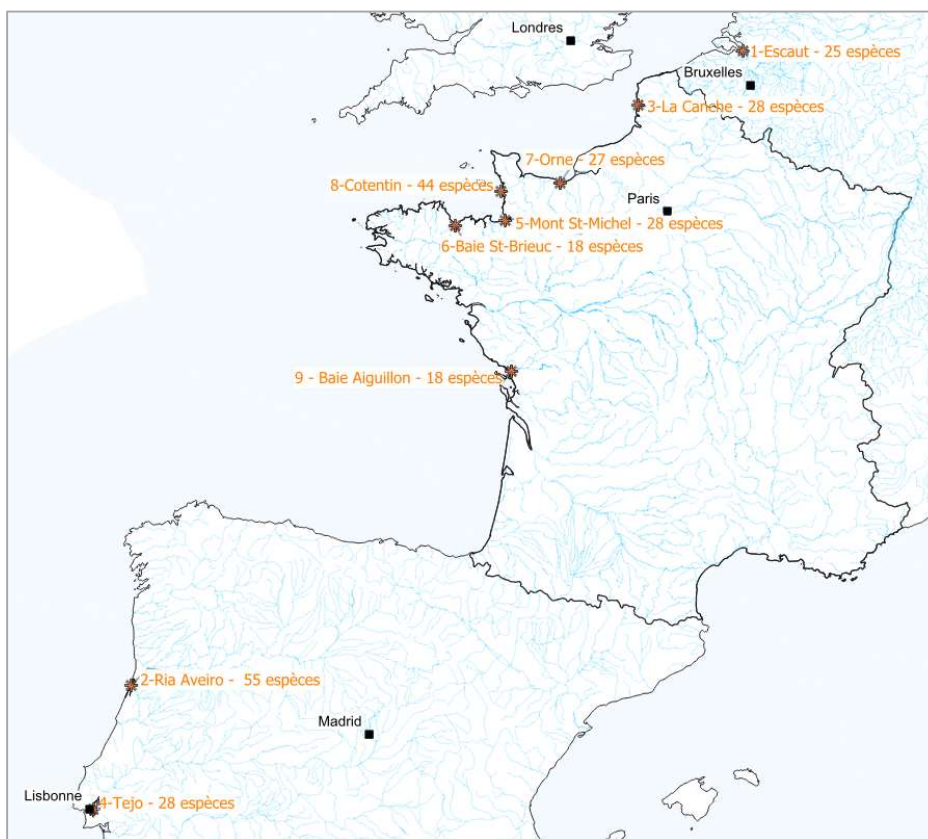 Londres
1-Escaut - 25 espèces
Bruxelles
3-La Canche - 28 espèces
7-Orne - 27 espèces
8-Cotentin - 44 espèces
Paris
5-Mont St-Michel - 28 espèces
6-Baie St-Brieuc - 18 espèces
9 - Baie Aiguillon - 18 espèces
2-Ria Aveiro - 55 espèces
Madrid
Lisbonne
4-Tejo - 28 espèces